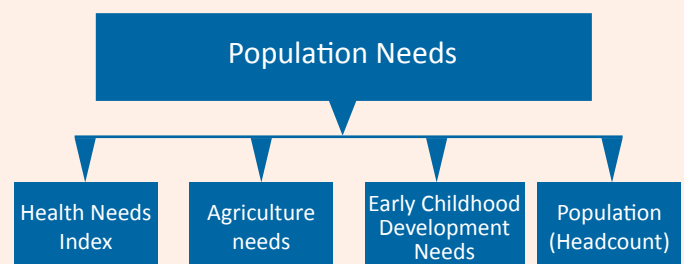 Population Needs
Health Needs
Index
Agriculture
needs
Early Childhood
Development
Needs
Population
(Headcount)